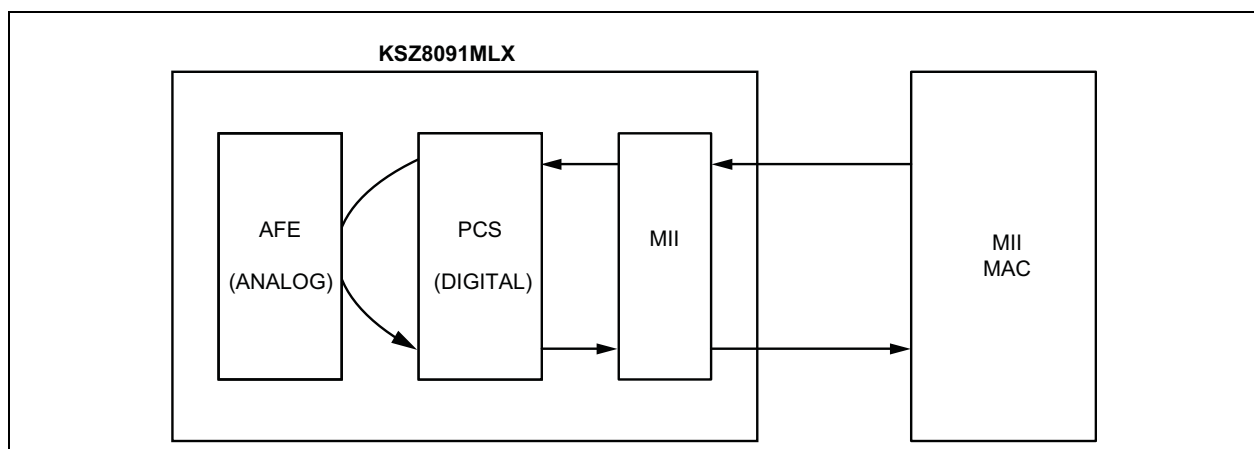 KSZ8091MLX
AFE
(ANALOG)
PCS
(DIGITAL)
MII
MII
MAC